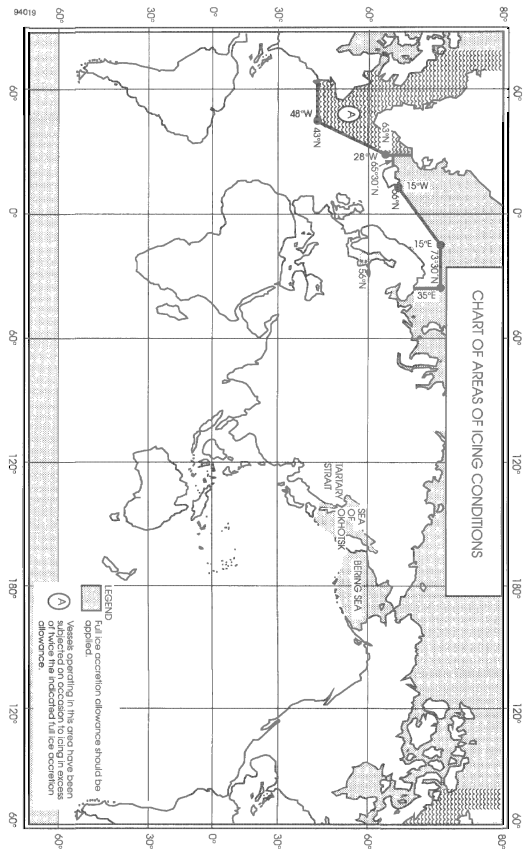 60° 0° 60° 120° 180° 120° 60°
80° 80°
CHART OF AREAS OF ICING CONDITIONS
73°30'N
15°E
35°E
15°W
66°N
63°N
28°W
65°30'N
60° 60°
56°N
A
SEA
OF
OKHOTSK
BERING SEA
TARTARY
STRAIT
43°N
48°W
30° 30°
0° 0°
30° 30°
LEGEND
Full ice accretion allowance should be
applied.
A
Vessels operating in this area have been
subjected on occasion to icing in excess
of twice the indicated full ice accretion
allowance.
60° 60°
60° 0° 60° 120° 180° 120° 60°
94019